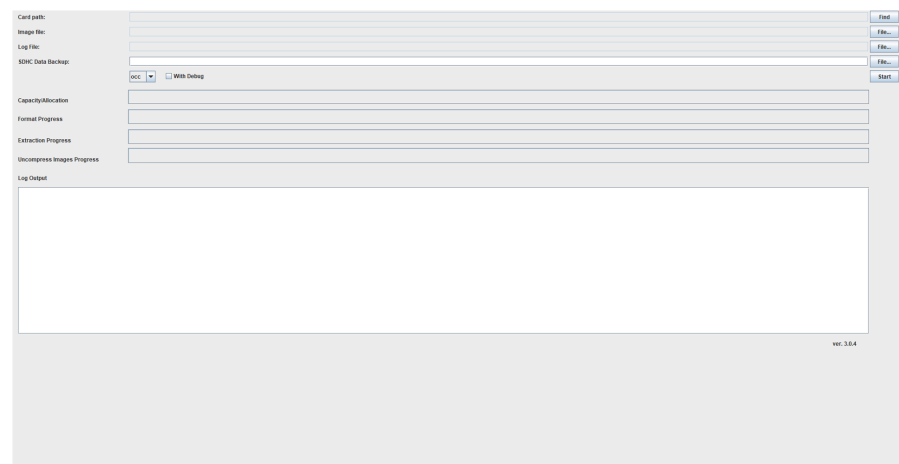 Card path: Find
Image file: File...
Log File: File...
SDHC Data Backup: File...
occ With Debug Start
Capacity/Allocation
Format Progress
Extraction Progress
Uncompress Images Progress
Log Output
ver. 3.0.4